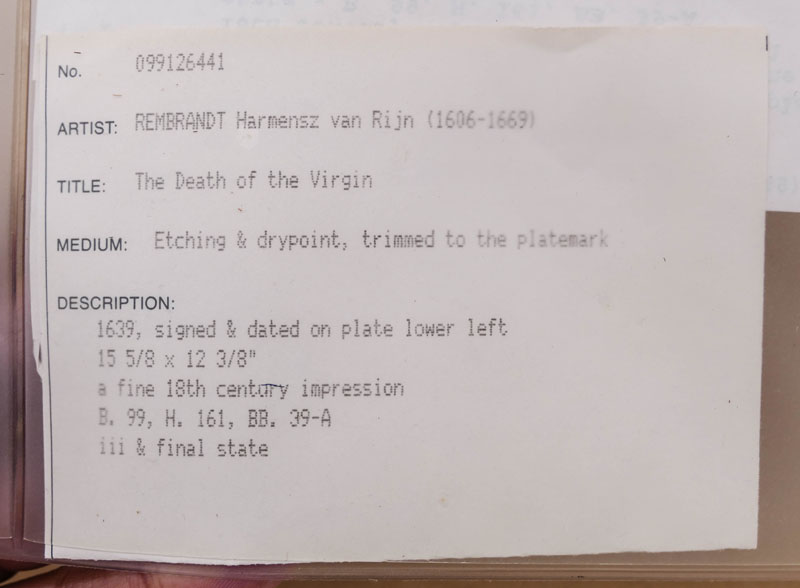 No. 099126441
ARTIST: REMBRANDT Harmensz van Rijn (1606-1669)
TITLE: The Death of the Virgin
MEDIUM: Etching & drypoint, trimmed to the platemark
DESCRIPTION:
1639, signed & dated on plate lower left
15 5/8 x 12 3/8"
a fine 18th century impression
B. 99, H. 161, BB. 39-A
iii & final state